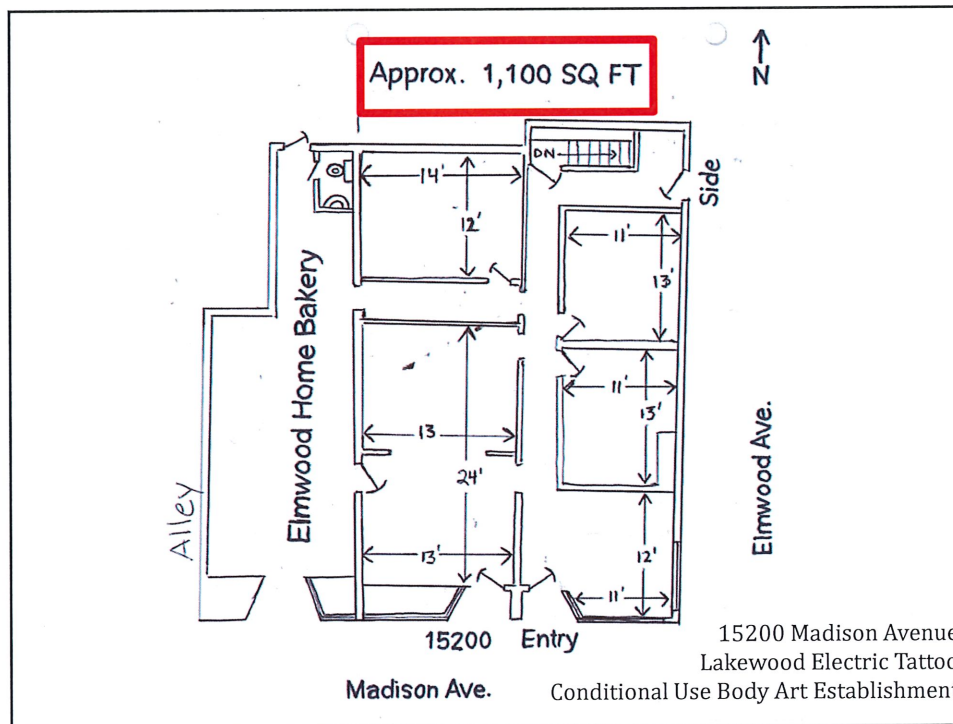 Approx. 1,100 SQ FT
N
DN
14'
12'
Side
11'
13'
Elmwood Home Bakery
11'
13'
13
24'
Alley
Elmwood Ave.
12'
13'
11'
15200 Entry
15200 Madison Avenue
Madison Ave.
Lakewood Electric Tattoo
Conditional Use Body Art Establishment